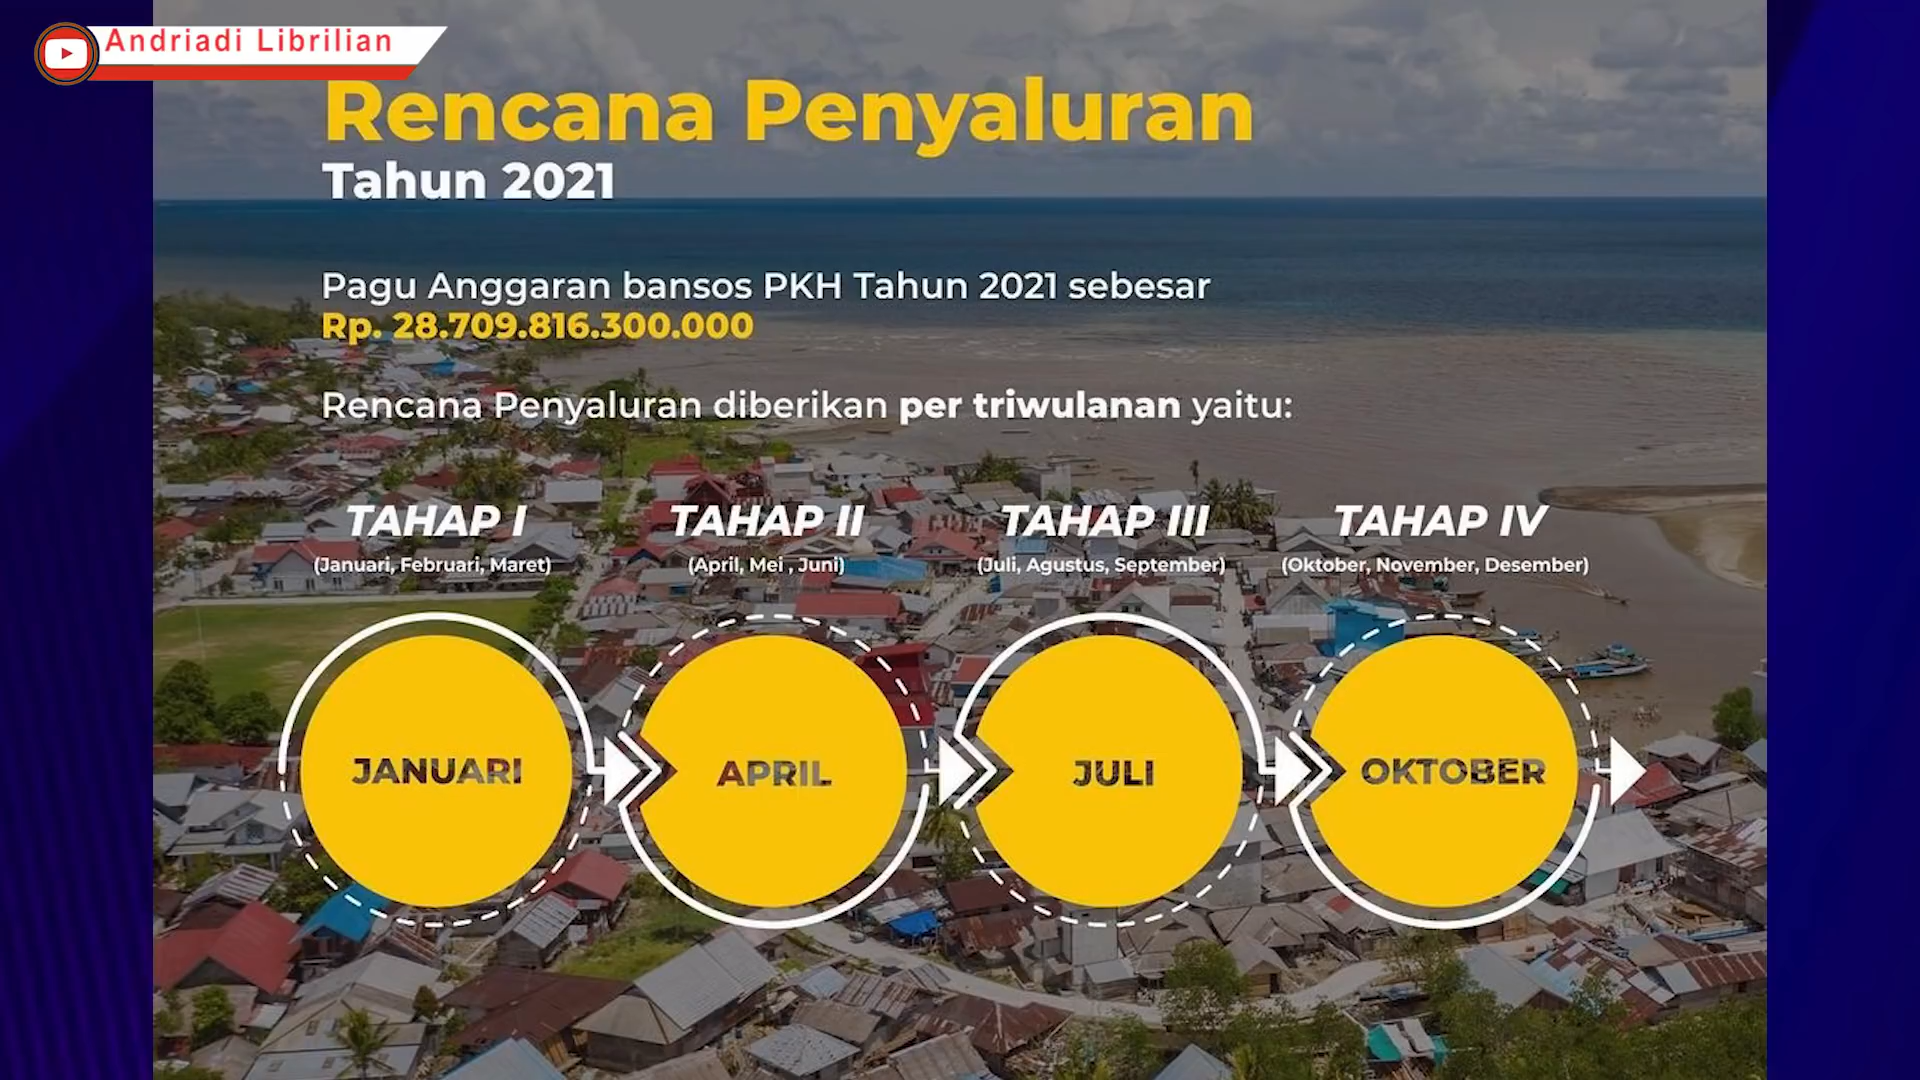 Andriadi Librilian
Rencana Penyaluran
Tahun 2021
Pagu Anggaran bansos PKH Tahun 2021 sebesar
Rp. 28.709.816.300.000
Rencana Penyaluran diberikan per triwulanan yaitu:
TAHAP I
(Januari, Februari, Maret)
TAHAP II
(April, Mei , Juni)
TAHAP III
(Juli, Agustus, September)
TAHAP IV
(Oktober, November, Desember)
JANUARI
APRIL
JULI
OKTOBER